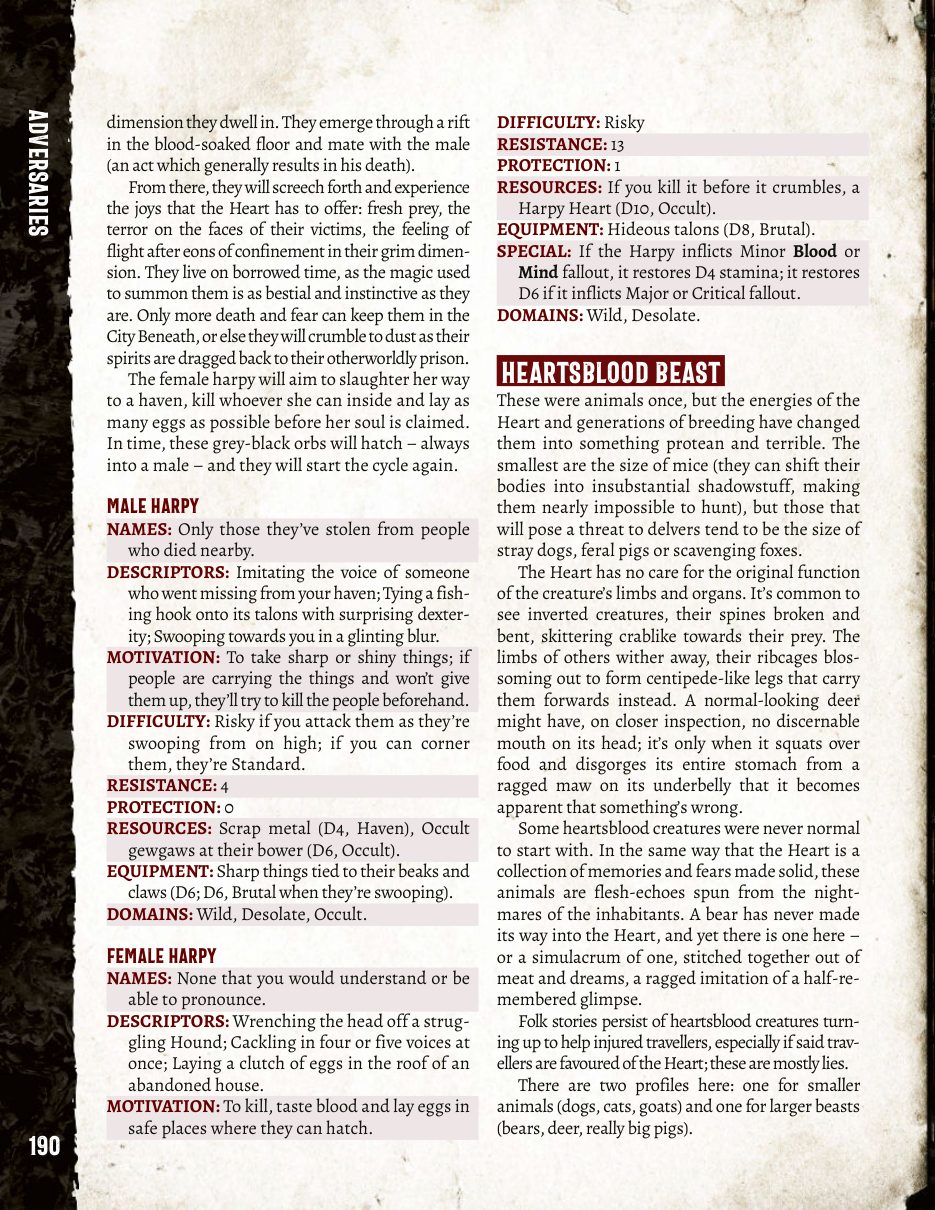 ADVERSARIES
dimension they dwell in. They emerge through a rift
in the blood-soaked floor and mate with the male
(an act which generally results in his death).
From there, they will screech forth and experience
the joys that the Heart has to offer: fresh prey, the
terror on the faces of their victims, the feeling of
flight after eons of confinement in their grim dimen-
sion. They live on borrowed time, as the magic used
to summon them is as bestial and instinctive as they
are. Only more death and fear can keep them in the
City Beneath, or else they will crumble to dust as their
spirits are dragged back to their otherworldly prison.
The female harpy will aim to slaughter her way
to a haven, kill whoever she can inside and lay as
many eggs as possible before her soul is claimed.
In time, these grey-black orbs will hatch – always
into a male – and they will start the cycle again.
MALE HARPY
NAMES: Only those they’ve stolen from people
who died nearby.
DESCRIPTORS: Imitating the voice of someone
who went missing from your haven; Tying a fish-
ing hook onto its talons with surprising dexter-
ity; Swooping towards you in a glinting blur.
MOTIVATION: To take sharp or shiny things; if
people are carrying the things and won’t give
them up, they’ll try to kill the people beforehand.
DIFFICULTY: Risky if you attack them as they’re
swooping from on high; if you can corner
them, they’re Standard.
RESISTANCE: 4
PROTECTION: 0
RESOURCES: Scrap metal (D4, Haven), Occult
gewgaws at their bower (D6, Occult).
EQUIPMENT: Sharp things tied to their beaks and
claws (D6; D6, Brutal when they’re swooping).
DOMAINS: Wild, Desolate, Occult.
FEMALE HARPY
NAMES: None that you would understand or be
able to pronounce.
DESCRIPTORS: Wrenching the head off a strug-
gling Hound; Cackling in four or five voices at
once; Laying a clutch of eggs in the roof of an
abandoned house.
MOTIVATION: To kill, taste blood and lay eggs in
safe places where they can hatch.
DIFFICULTY: Risky
RESISTANCE: 13
PROTECTION: 1
RESOURCES: If you kill it before it crumbles, a
Harpy Heart (D10, Occult).
EQUIPMENT: Hideous talons (D8, Brutal).
SPECIAL: If the Harpy inflicts Minor Blood or
Mind fallout, it restores D4 stamina; it restores
D6 if it inflicts Major or Critical fallout.
DOMAINS: Wild, Desolate.
HEARTSBLOOD BEAST
These were animals once, but the energies of the
Heart and generations of breeding have changed
them into something protean and terrible. The
smallest are the size of mice (they can shift their
bodies into insubstantial shadowstuff, making
them nearly impossible to hunt), but those that
will pose a threat to delvers tend to be the size of
stray dogs, feral pigs or scavenging foxes.
The Heart has no care for the original function
of the creature’s limbs and organs. It’s common to
see inverted creatures, their spines broken and
bent, skittering crablike towards their prey. The
limbs of others wither away, their ribcages blos-
soming out to form centipede-like legs that carry
them forwards instead. A normal-looking deer
might have, on closer inspection, no discernable
mouth on its head; it’s only when it squats over
food and disgorges its entire stomach from a
ragged maw on its underbelly that it becomes
apparent that something’s wrong.
Some heartsblood creatures were never normal
to start with. In the same way that the Heart is a
collection of memories and fears made solid, these
animals are flesh-echoes spun from the night-
mares of the inhabitants. A bear has never made
its way into the Heart, and yet there is one here –
or a simulacrum of one, stitched together out of
meat and dreams, a ragged imitation of a half-re-
membered glimpse.
Folk stories persist of heartsblood creatures turn-
ing up to help injured travellers, especially if said trav-
ellers are favoured of the Heart; these are mostly lies.
There are two profiles here: one for smaller
animals (dogs, cats, goats) and one for larger beasts
(bears, deer, really big pigs).
190